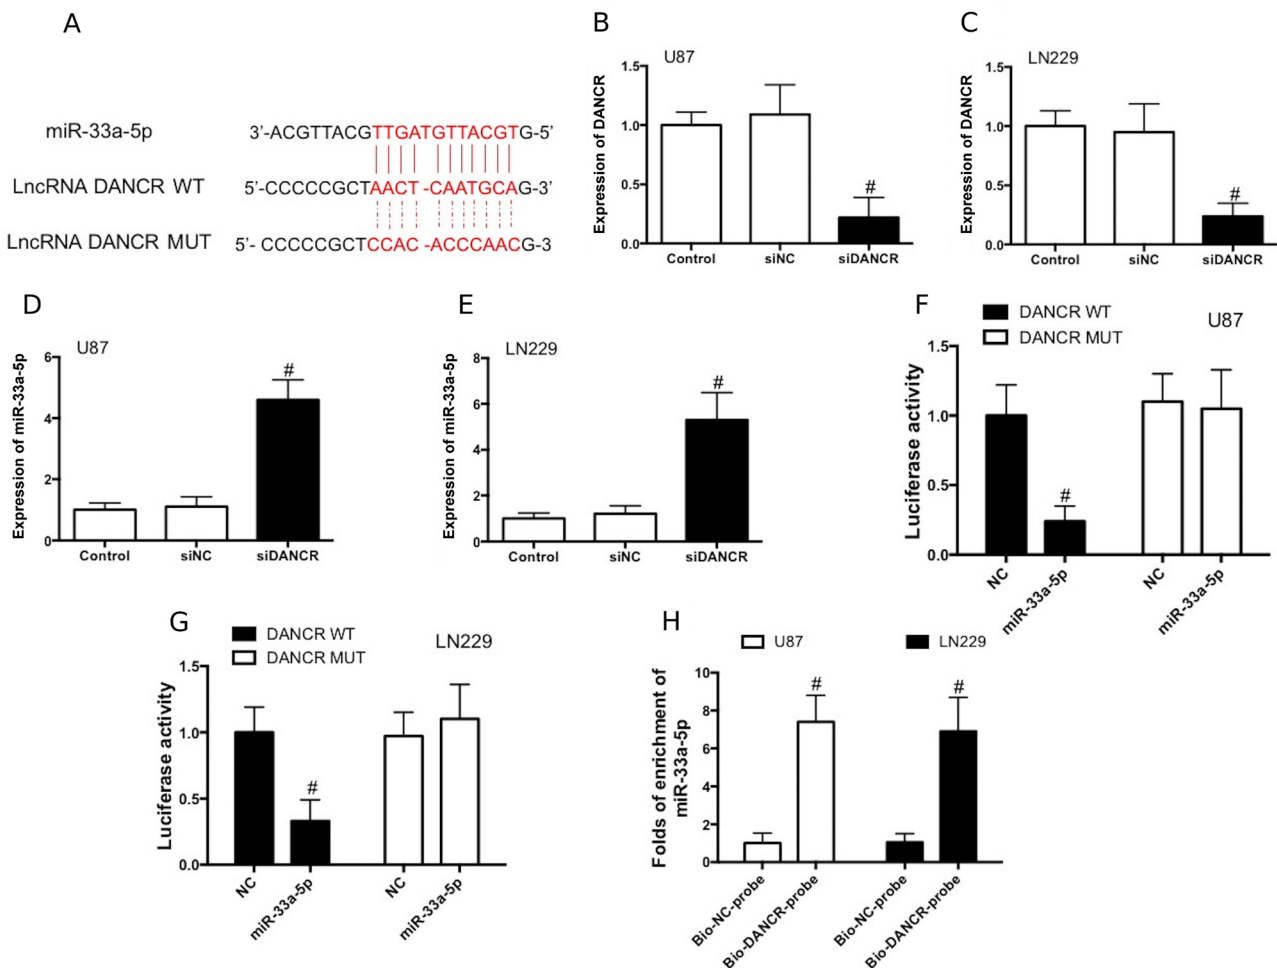 A
miR-33a-5p 3'-ACGTTACGTTGATGTTACGTG-5'
LncRNA DANCR WT 5'-CCCCCGCTAACT-CAATGCAG-3'
LncRNA DANCR MUT 5'- CCCCCGCTCCAC-ACCCAACG-3
B
U87
Expression of DANCR
1.5
1.0
0.5
0.0
Control siNC siDANCR
#
C
LN229
Expression of DANCR
1.5
1.0
0.5
0.0
Control siNC siDANCR
#
D
U87
Expression of miR-33a-5p
6
4
2
0
Control siNC siDANCR
#
E
LN229
Expression of miR-33a-5p
8
6
4
2
0
Control siNC siDANCR
#
F
DANCR WT
DANCR MUT
U87
Luciferase activity
1.5
1.0
0.5
0.0
#
NC miR-33a-5p NC miR-33a-5p
G
DANCR WT
DANCR MUT
LN229
Luciferase activity
1.5
1.0
0.5
0.0
#
NC miR-33a-5p NC miR-33a-5p
H
U87 LN229
Folds of enrichment of
miR-33a-5p
10
8
6
4
2
0
# #
Bio-NC-probe Bio-DANCR-probe Bio-NC-probe Bio-DANCR-probe